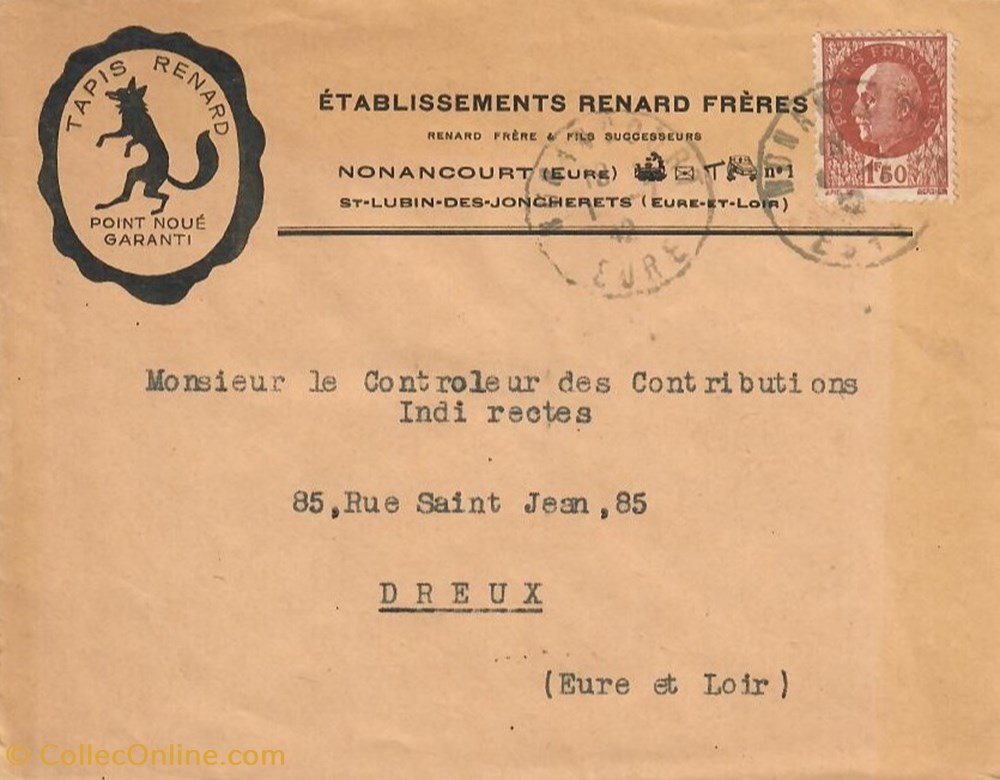 TAPIS RENARD
POINT NOUÉ
GARANTI
ÉTABLISSEMENTS RENARD FRÈRES
RENARD FRÈRE & FILS SUCCESSEURS
NONANCOURT (EURE) n°1
ST-LUBIN-DES-JONCHERETS (EURE-ET-LOIR)
POSTES FRANÇAISES
1F50
EURE
Monsieur le Controleur des Contributions
Indi rectes
85,Rue Saint Jean,85
DREUX
(Eure et Loir)
© CollecOnline.com